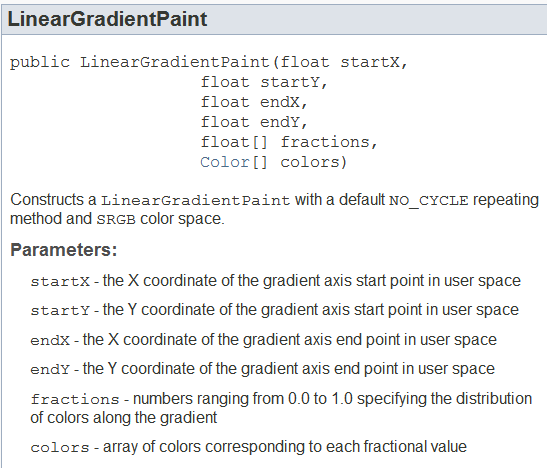 LinearGradientPaint
public LinearGradientPaint(float startX,
float startY,
float endX,
float endY,
float[] fractions,
Color[] colors)
Constructs a LinearGradientPaint with a default NO_CYCLE repeating
method and SRGB color space.
Parameters:
startX - the X coordinate of the gradient axis start point in user space
startY - the Y coordinate of the gradient axis start point in user space
endX - the X coordinate of the gradient axis end point in user space
endY - the Y coordinate of the gradient axis end point in user space
fractions - numbers ranging from 0.0 to 1.0 specifying the distribution
of colors along the gradient
colors - array of colors corresponding to each fractional value